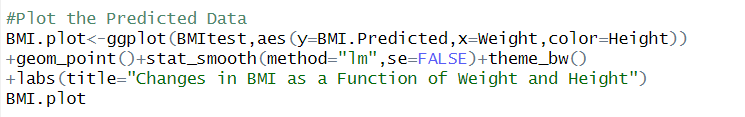 #Plot the Predicted Data
BMI.plot<-ggplot(BMItest,aes(y=BMI.Predicted,x=Weight,color=Height))
+geom_point()+stat_smooth(method="lm",se=FALSE)+theme_bw()
+labs(title="Changes in BMI as a Function of Weight and Height")
BMI.plot